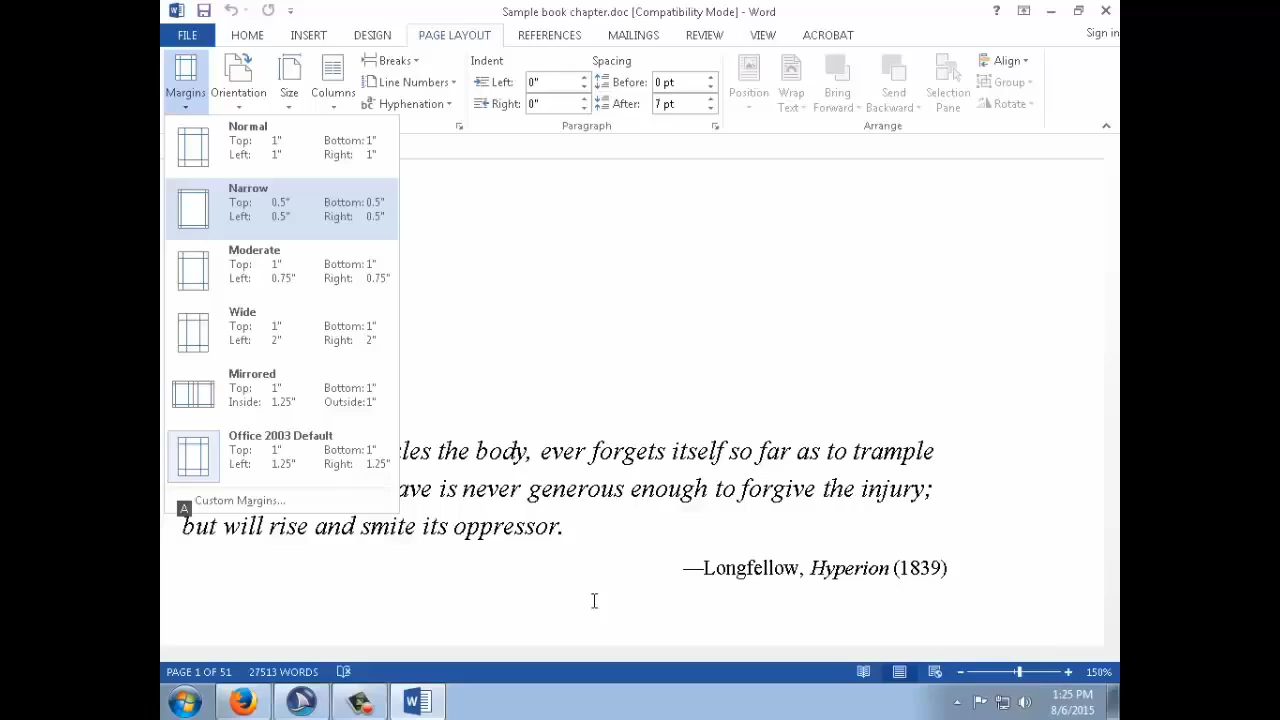 Sample book chapter.doc [Compatibility Mode] - Word
FILE HOME INSERT DESIGN PAGE LAYOUT REFERENCES MAILINGS REVIEW VIEW ACROBAT Sign in
Margins Orientation Size Columns
Breaks
Line Numbers
Hyphenation
Indent
Left: 0"
Right: 0"
Spacing
Before: 0 pt
After: 7 pt
Paragraph
Position Wrap Text Bring Forward Send Backward Selection Pane
Align
Group
Rotate
Arrange
Normal
Top: 1" Bottom: 1"
Left: 1" Right: 1"
Narrow
Top: 0.5" Bottom: 0.5"
Left: 0.5" Right: 0.5"
Moderate
Top: 1" Bottom: 1"
Left: 0.75" Right: 0.75"
Wide
Top: 1" Bottom: 1"
Left: 2" Right: 2"
Mirrored
Top: 1" Bottom: 1"
Inside: 1.25" Outside: 1"
Office 2003 Default
Top: 1" Bottom: 1"
Left: 1.25" Right: 1.25"
Custom Margins...
A
the body, ever forgets itself so far as to trample
is never generous enough to forgive the injury;
but will rise and smite its oppressor.
—Longfellow, Hyperion (1839)
PAGE 1 OF 51 27513 WORDS 150%
1:25 PM
8/6/2015